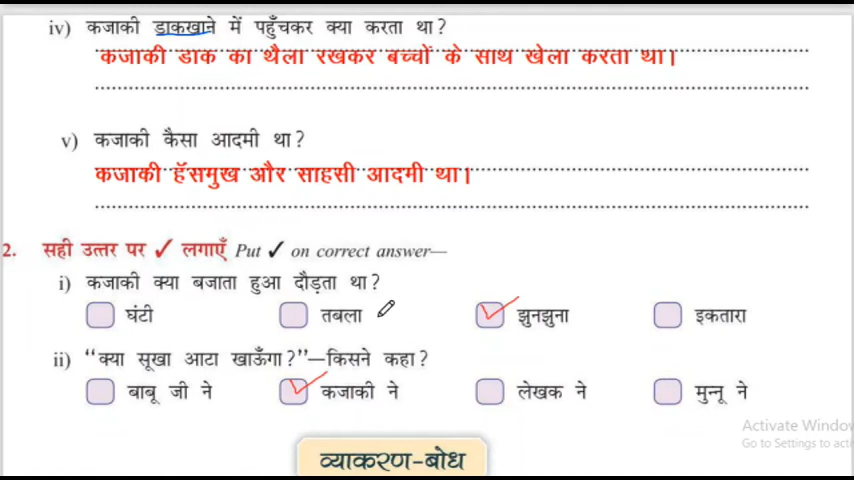 iv) कजाकी डाकखाने में पहुँचकर क्या करता था?
कजाकी डाक का थैला रखकर बच्चों के साथ खेला करता था।
v) कजाकी कैसा आदमी था?
कजाकी हॅसमुख और साहसी आदमी था।
2. सही उत्तर पर ✓ लगाएँ Put ✓ on correct answer—
i) कजाकी क्या बजाता हुआ दौड़ता था?
घंटी तबला झुनझुना इकतारा
ii) “क्या सूखा आटा खाऊँगा?”—किसने कहा?
बाबू जी ने कजाकी ने लेखक ने मुन्नू ने
Activate Window
Go to Settings to acti
व्याकरण-बोध